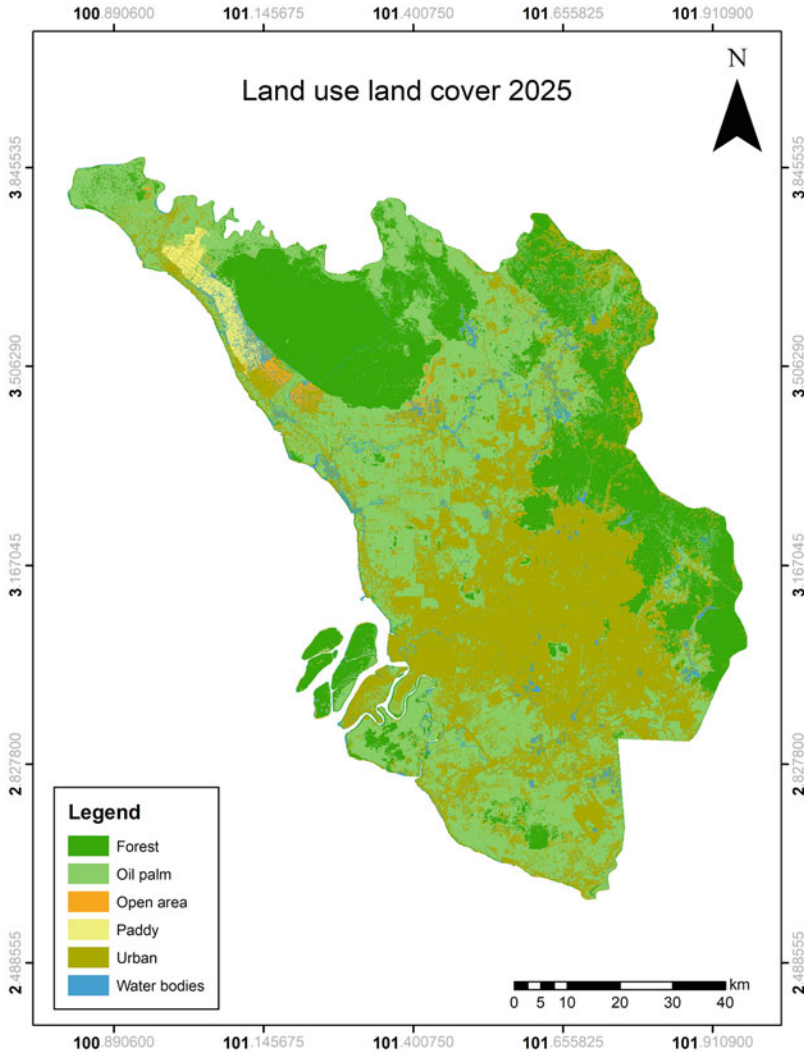 100.890600 101.145675 101.400750 101.655825 101.910900
Land use land cover 2025
N
3.845535 3.845535
3.506290 3.506290
3.167045 3.167045
2.827800 2.827800
2.488555 2.488555
Legend
Forest
Oil palm
Open area
Paddy
Urban
Water bodies
km
0 5 10 20 30 40
100.890600 101.145675 101.400750 101.655825 101.910900